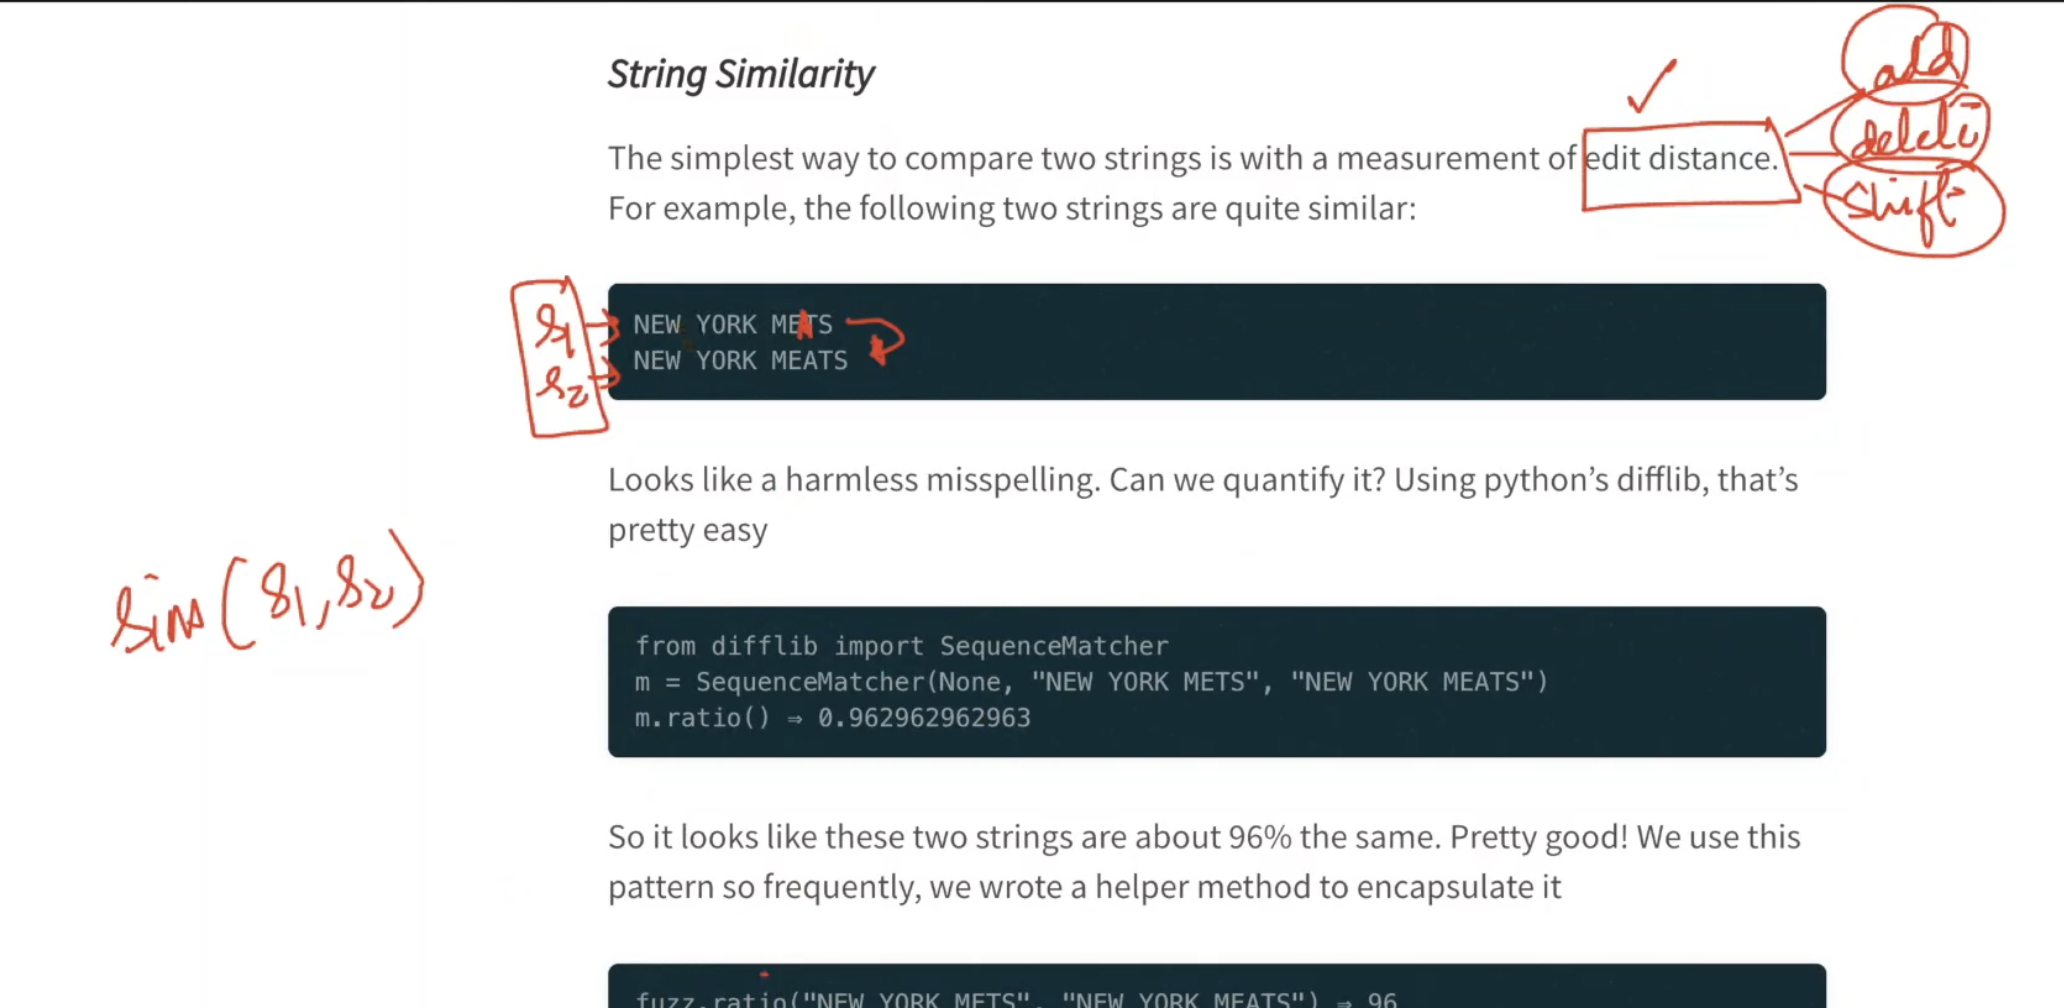 String Similarity
add
delete
shift
The simplest way to compare two strings is with a measurement of edit distance.
For example, the following two strings are quite similar:
s1
NEW YORK METS
A
s2
NEW YORK MEATS
Looks like a harmless misspelling. Can we quantify it? Using python’s difflib, that’s
pretty easy
sim(s1,s2)
from difflib import SequenceMatcher
m = SequenceMatcher(None, "NEW YORK METS", "NEW YORK MEATS")
m.ratio() ⇒ 0.962962962963
So it looks like these two strings are about 96% the same. Pretty good! We use this
pattern so frequently, we wrote a helper method to encapsulate it
fuzz.ratio("NEW YORK METS", "NEW YORK MEATS") ⇒ 96